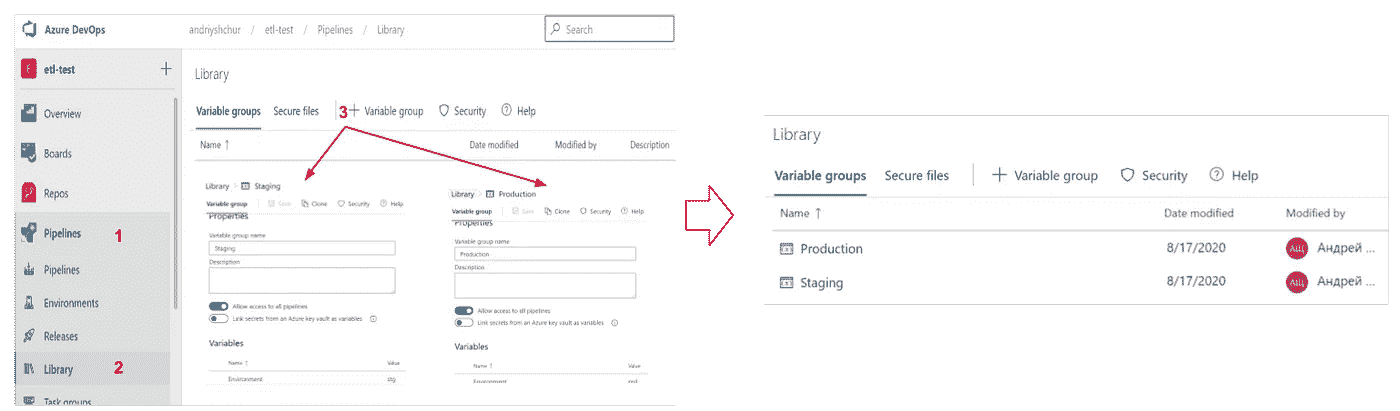 Azure DevOps
andriyshchur / etl-test / Pipelines / Library
Search
etl-test +
Overview
Boards
Repos
Pipelines 1
Pipelines
Environments
Releases
Library 2
Task groups
Library
Variable groups Secure files 3 + Variable group Security Help
Name ↑ Date modified Modified by Description
Library > Staging
Variable group Save Clone Security Help
Properties
Variable group name
Staging
Description
Allow access to all pipelines
Link secrets from an Azure key vault as variables
Variables
Name ↑ Value
Environment stg
Library > Production
Variable group Save Clone Security Help
Properties
Variable group name
Production
Description
Allow access to all pipelines
Link secrets from an Azure key vault as variables
Variables
Name ↑ Value
Environment
Library
Variable groups Secure files + Variable group Security Help
Name ↑ Date modified Modified by
Production 8/17/2020 АЩ Андрей ...
Staging 8/17/2020 АЩ Андрей ...